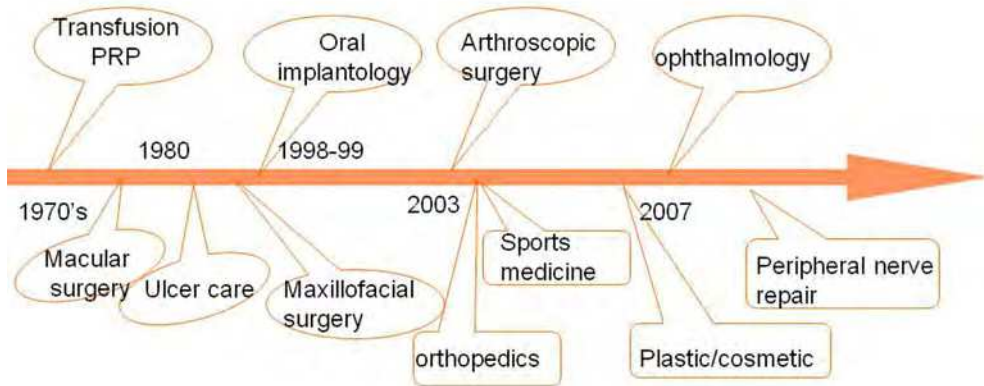 Transfusion
PRP
Oral
implantology
Arthroscopic
surgery
ophthalmology
1980
1998-99
1970's
2003
2007
Macular
surgery
Ulcer care
Maxillofacial
surgery
Sports
medicine
Peripheral nerve
repair
orthopedics
Plastic/cosmetic